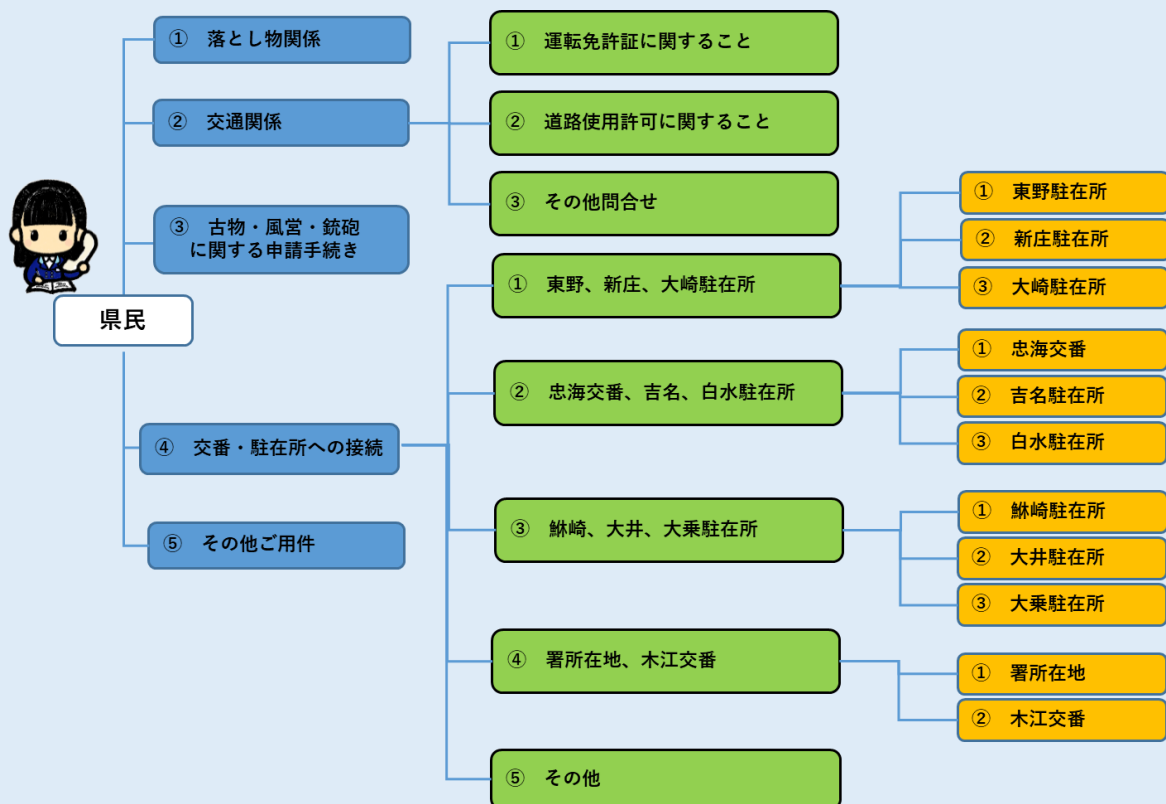 県民
① 落とし物関係
② 交通関係
③ 古物・風営・銃砲
に関する申請手続き
④ 交番・駐在所への接続
⑤ その他ご用件
① 運転免許証に関すること
② 道路使用許可に関すること
③ その他問合せ
① 東野、新庄、大崎駐在所
② 忠海交番、吉名、白水駐在所
③ 鮴崎、大井、大乗駐在所
④ 署所在地、木江交番
⑤ その他
① 東野駐在所
② 新庄駐在所
③ 大崎駐在所
① 忠海交番
② 吉名駐在所
③ 白水駐在所
① 鮴崎駐在所
② 大井駐在所
③ 大乗駐在所
① 署所在地
② 木江交番